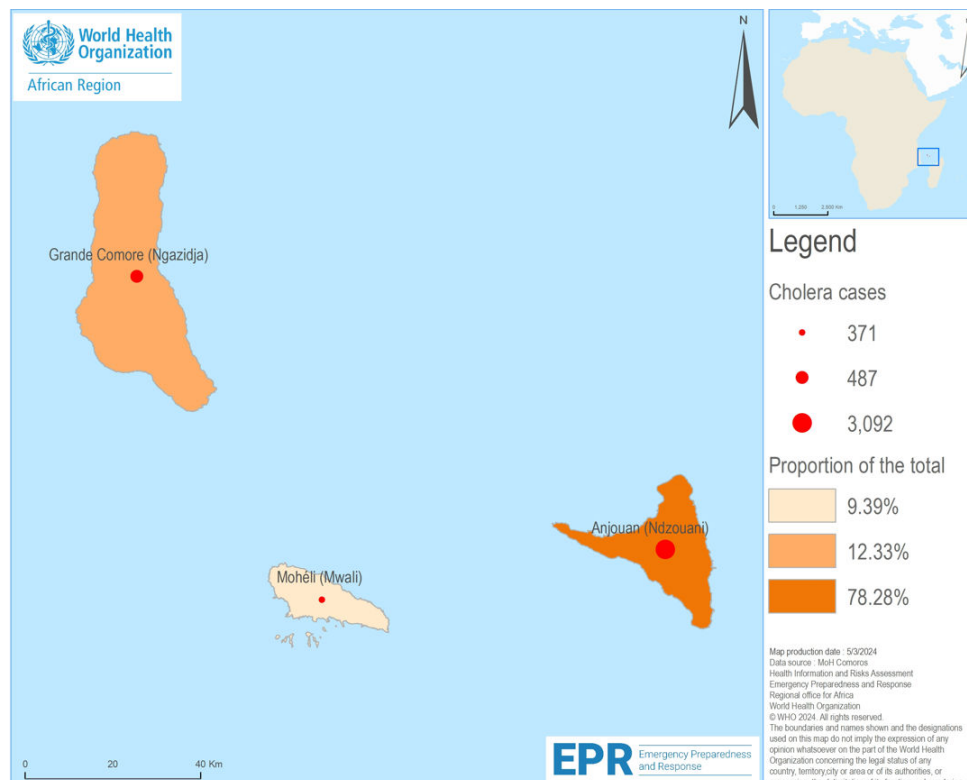 World Health
Organization
African Region
N
Grande Comore (Ngazidja)
Mohéli (Mwali)
Anjouan (Ndzouani)
0 20 40 Km
EPR Emergency Preparedness
and Response
0 1,250 2,500 Km
Legend
Cholera cases
371
487
3,092
Proportion of the total
9.39%
12.33%
78.28%
Map production date : 5/3/2024
Data source : MoH Comoros
Health Information and Risks Assessment
Emergency Preparedness and Response
Regional office for Africa
World Health Organization
© WHO 2024. All rights reserved.
The boundaries and names shown and the designations
used on this map do not imply the expression of any
opinion whatsoever on the part of the World Health
Organization concerning the legal status of any
country, territory,city or area or of its authorities, or